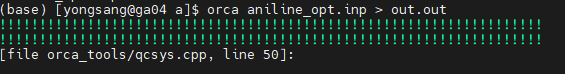 (base) [yongsang@ga04 a]$ orca aniline_opt.inp > out.out
!!!!!!!!!!!!!!!!!!!!!!!!!!!!!!!!!!!!!!!!!!!!!!!!!!!!!!!!!!!!!!!!!
!!!!!!!!!!!!!!!!!!!!!!!!!!!!!!!!!!!!!!!!!!!!!!!!!!!!!!!!!!!!!!!!!
[file orca_tools/qcsys.cpp, line 50]: